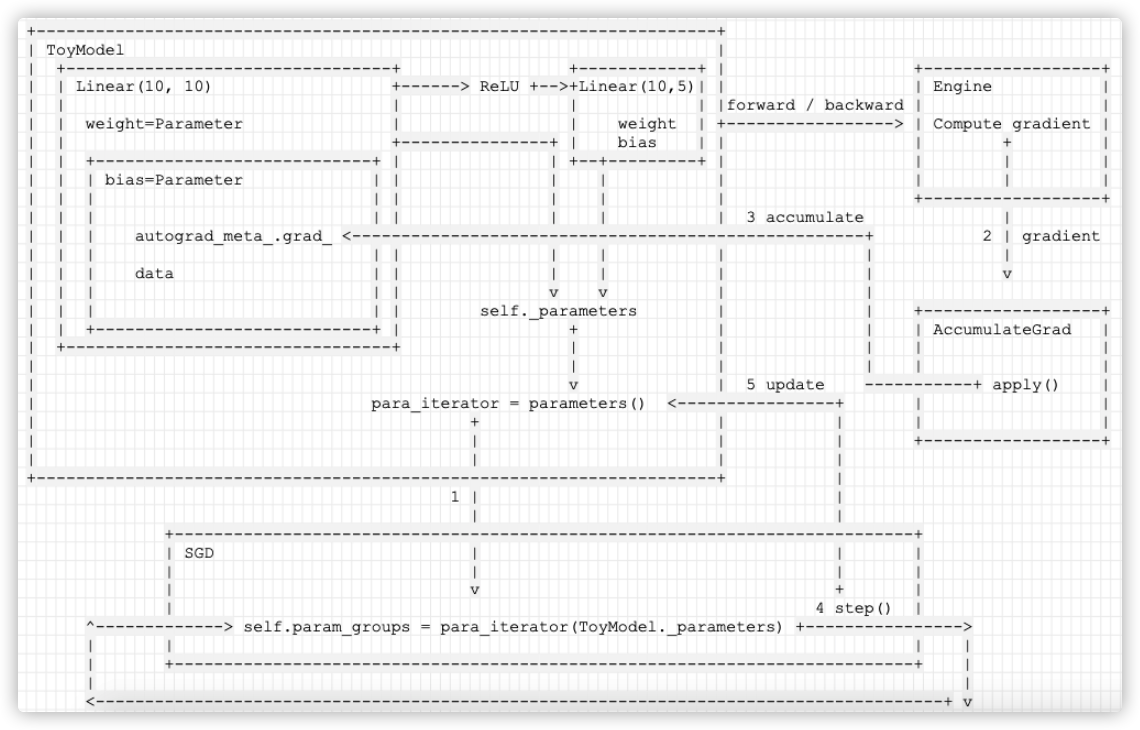 ToyModel
Linear(10, 10)
ReLU
Linear(10,5)
Engine
forward / backward
weight=Parameter
weight
Compute gradient
bias
bias=Parameter
3 accumulate
autograd_meta_.grad_
2
gradient
data
self._parameters
AccumulateGrad
5 update
apply()
para_iterator = parameters()
1
SGD
4 step()
self.param_groups = para_iterator(ToyModel._parameters)